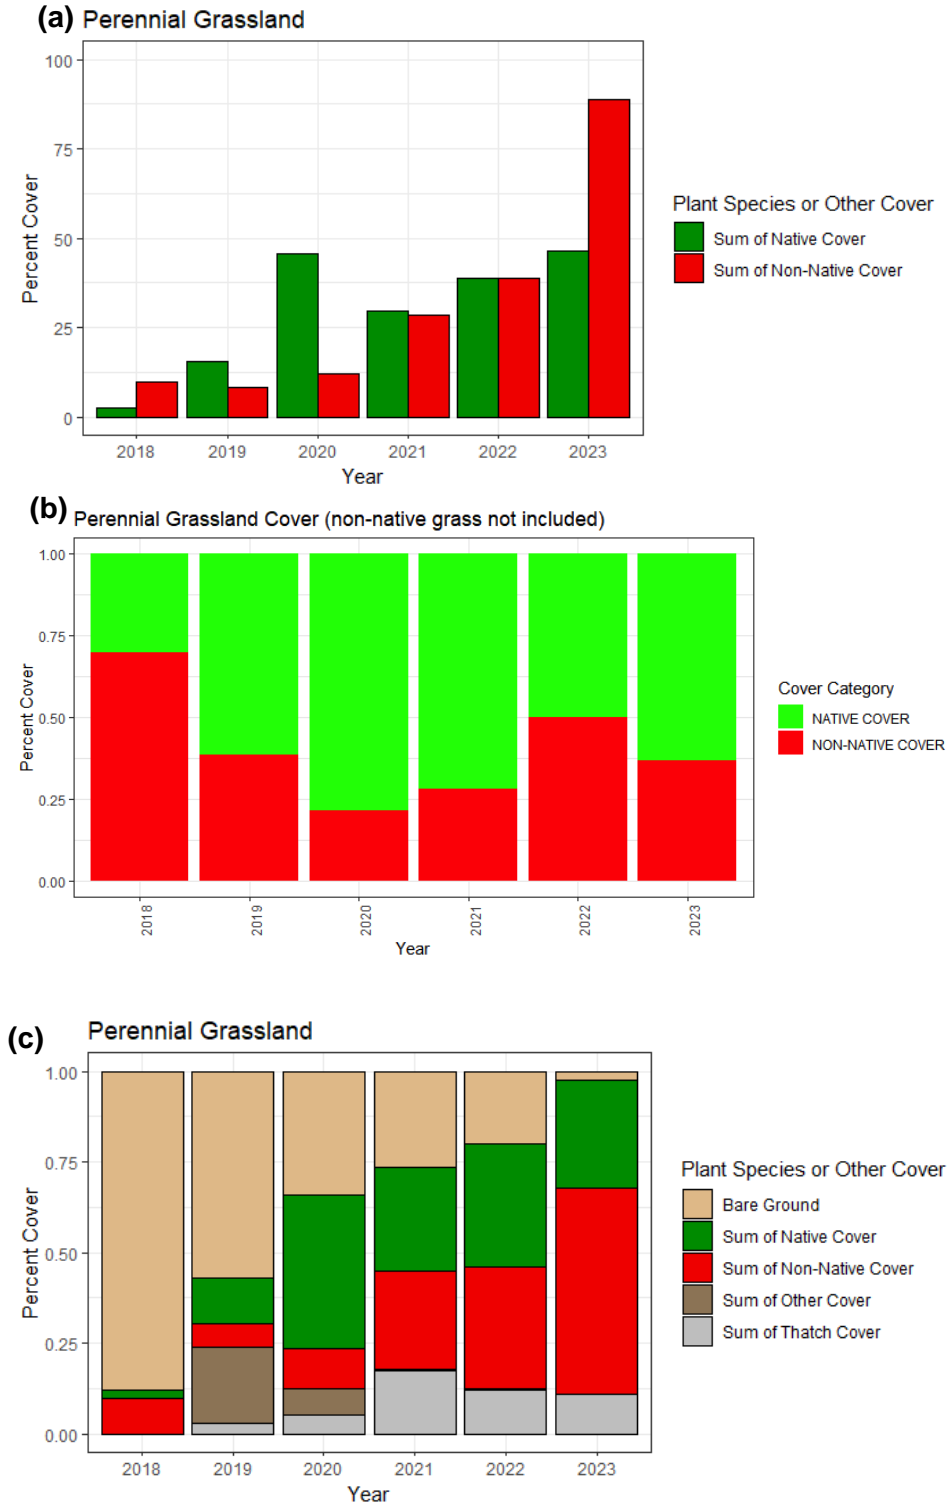 (a) Perennial Grassland
100
75
50
25
0
Percent Cover
2018 2019 2020 2021 2022 2023
Year
Plant Species or Other Cover
Sum of Native Cover
Sum of Non-Native Cover
(b) Perennial Grassland Cover (non-native grass not included)
1.00
0.75
0.50
0.25
0.00
Percent Cover
2018 2019 2020 2021 2022 2023
Year
Cover Category
NATIVE COVER
NON-NATIVE COVER
(c) Perennial Grassland
1.00
0.75
0.50
0.25
0.00
Percent Cover
2018 2019 2020 2021 2022 2023
Year
Plant Species or Other Cover
Bare Ground
Sum of Native Cover
Sum of Non-Native Cover
Sum of Other Cover
Sum of Thatch Cover